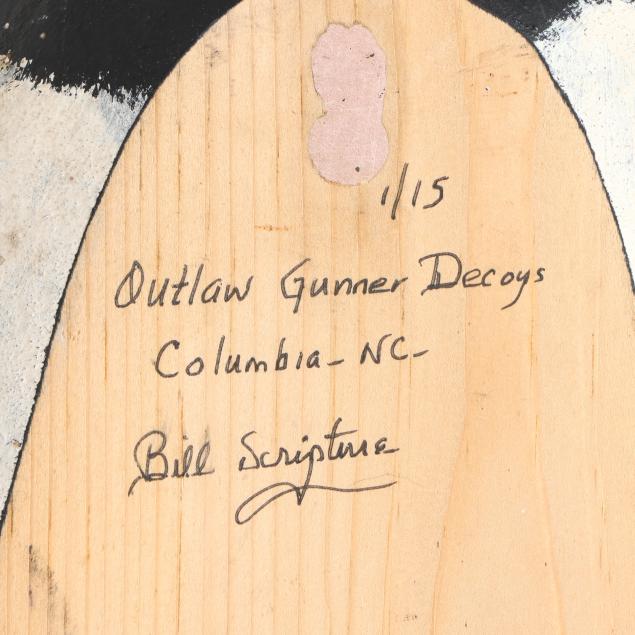 1/15
Outlaw Gunner Decoys
Columbia - NC -
Bill Scripture